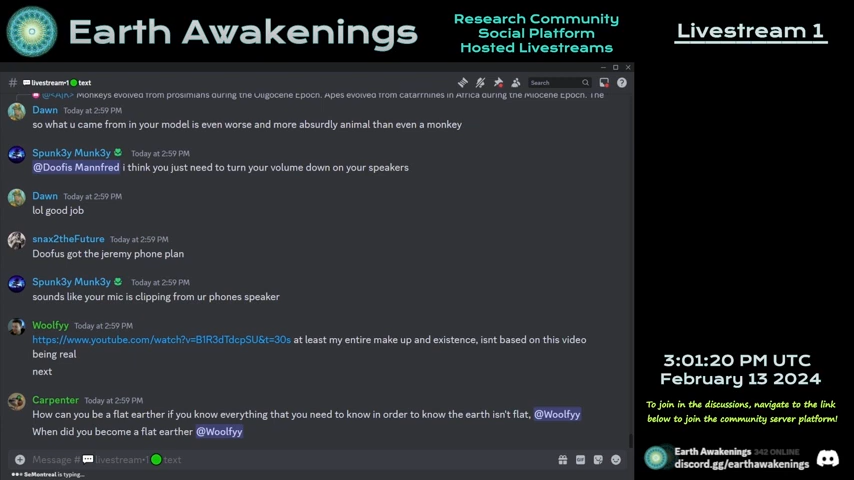 Earth Awakenings
Research Community
Social Platform
Hosted Livestreams
Livestream 1
# livestream•1 text
Search
Monkeys evolved from prosimians during the Oligocene Epoch. Apes evolved from catarrhines in Africa during the Miocene Epoch. The
Dawn Today at 2:59 PM
so what u came from in your model is even worse and more absurdly animal than even a monkey
Spunk3y Munk3y Today at 2:59 PM
@Doofis Mannfred i think you just need to turn your volume down on your speakers
Dawn Today at 2:59 PM
lol good job
snax2theFuture Today at 2:59 PM
Doofus got the jeremy phone plan
Spunk3y Munk3y Today at 2:59 PM
sounds like your mic is clipping from ur phones speaker
Woolfyy Today at 2:59 PM
https://www.youtube.com/watch?v=B1R3dTdcpSU&t=30s at least my entire make up and existence, isnt based on this video
being real
next
Carpenter Today at 2:59 PM
How can you be a flat earther if you know everything that you need to know in order to know the earth isn't flat, @Woolfyy
When did you become a flat earther @Woolfyy
Message # livestream•1 text
GIF
SeMontreal is typing...
3:01:20 PM UTC
February 13 2024
To join in the discussions, navigate to the link
below to join the community server platform!
Earth Awakenings 342 ONLINE
discord.gg/earthawakenings